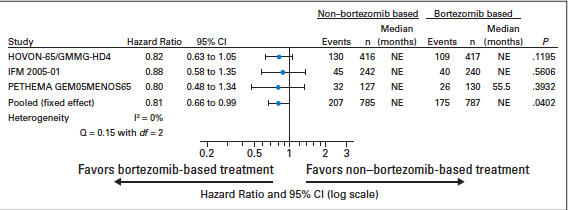 Non–bortezomib based Bortezomib based
Median Median
Study Hazard Ratio 95% CI Events n (months) Events n (months) P
HOVON-65/GMMG-HD4 0.82 0.63 to 1.05 130 416 NE 109 417 NE .1195
IFM 2005-01 0.88 0.58 to 1.35 45 242 NE 40 240 NE .5606
PETHEMA GEM05MENOS65 0.80 0.48 to 1.34 32 127 NE 26 130 55.5 .3932
Pooled (fixed effect) 0.81 0.66 to 0.99 207 785 NE 175 787 NE .0402
Heterogeneity I² = 0%
Q = 0.15 with df = 2
0.2 0.5 1 2 3
Favors bortezomib-based treatment Favors non–bortezomib-based treatment
Hazard Ratio and 95% CI (log scale)